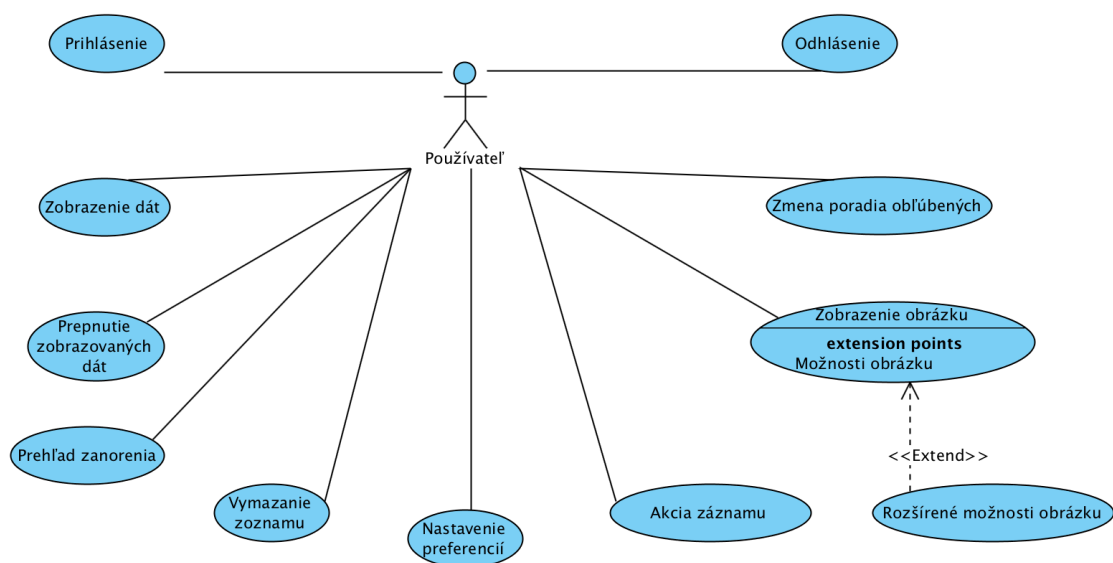 Prihlásenie
Odhlásenie
Používateľ
Zobrazenie dát
Zmena poradia obľúbených
Prepnutie
zobrazovaných
dát
Zobrazenie obrázku
extension points
Možnosti obrázku
Prehľad zanorenia
<<Extend>>
Vymazanie
zoznamu
Nastavenie
preferencií
Akcia záznamu
Rozšírené možnosti obrázku